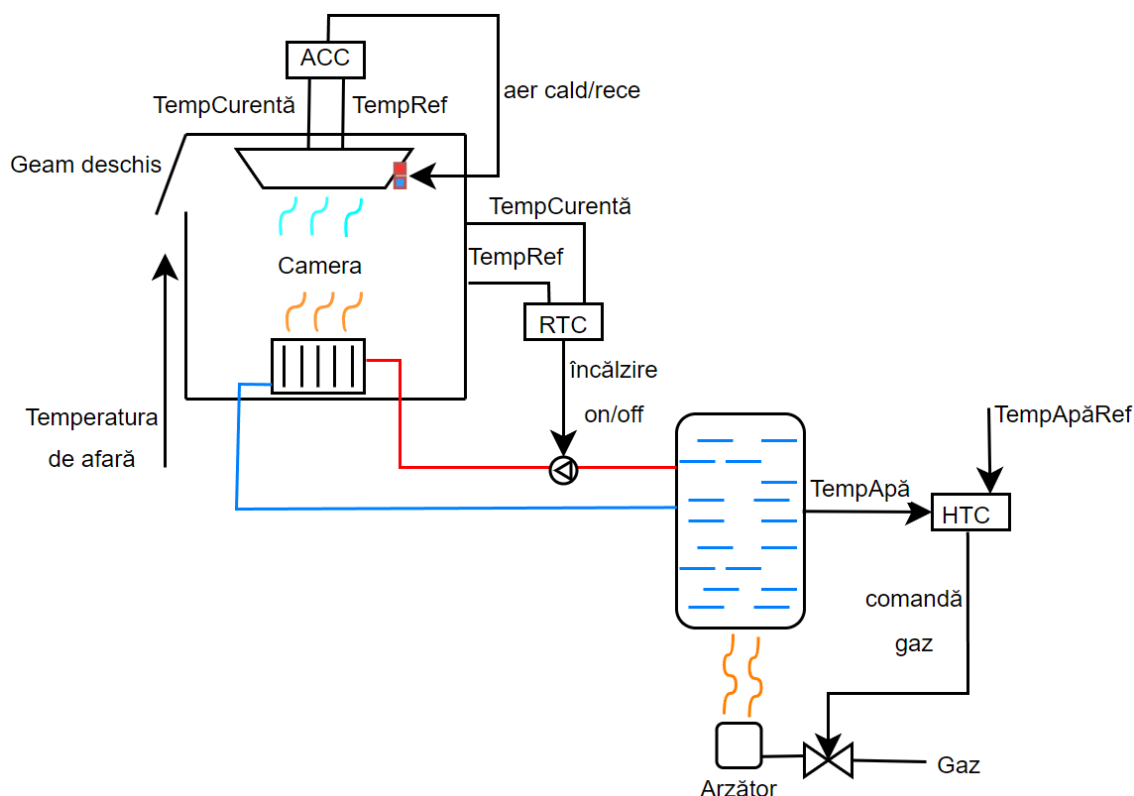 ACC
TempCurentă
TempRef
aer cald/rece
Geam deschis
TempCurentă
TempRef
Camera
RTC
încălzire
on/off
Temperatura
de afară
TempApăRef
TempApă
HTC
comandă
gaz
Gaz
Arzător